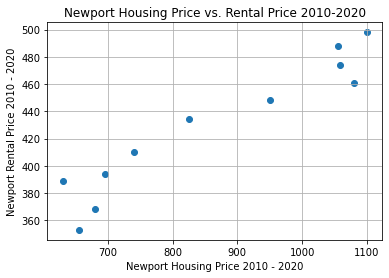 Newport Housing Price vs. Rental Price 2010-2020
500
480
460
440
420
400
380
360
Newport Rental Price 2010 - 2020
700 800 900 1000 1100
Newport Housing Price 2010 - 2020